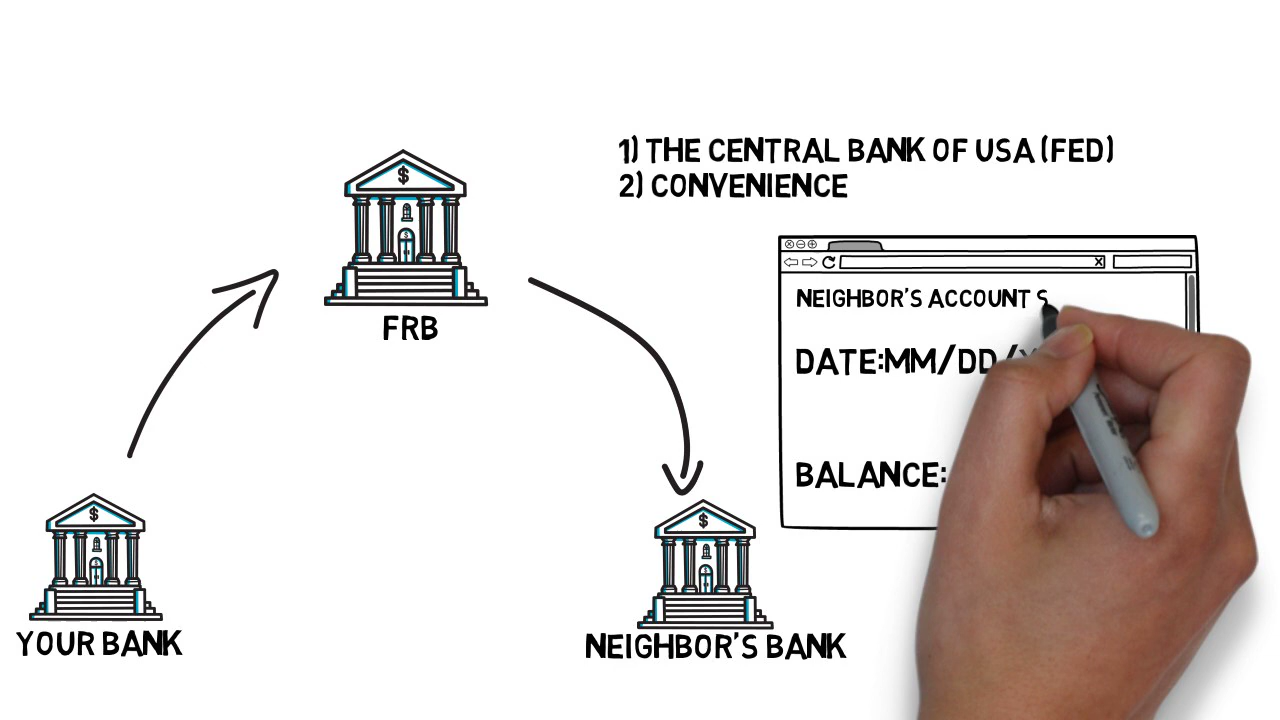 1) THE CENTRAL BANK OF USA (FED)
2) CONVENIENCE
$
FRB
NEIGHBOR'S ACCOUNT S
DATE:MM/DD/Y
BALANCE:
$
YOUR BANK
$
NEIGHBOR'S BANK